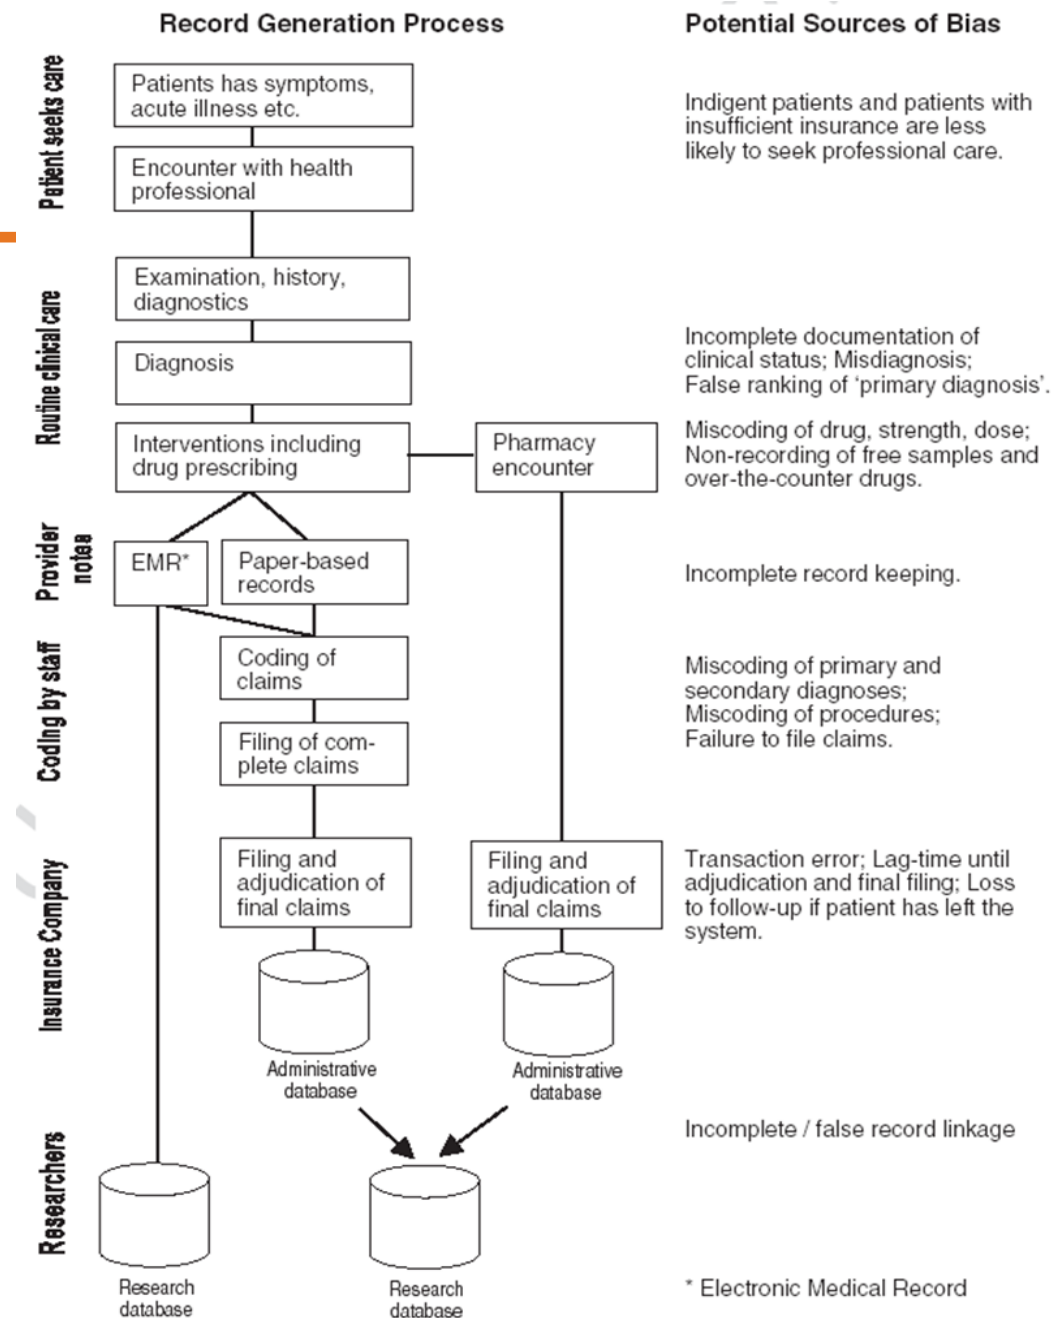 Record Generation Process
Potential Sources of Bias
Patient seeks care
Patients has symptoms,
acute illness etc.
Encounter with health
professional
Indigent patients and patients with
insufficient insurance are less
likely to seek professional care.
Routine clinical care
Examination, history,
diagnostics
Diagnosis
Incomplete documentation of
clinical status; Misdiagnosis;
False ranking of ‘primary diagnosis’.
Interventions including
drug prescribing
Pharmacy
encounter
Miscoding of drug, strength, dose;
Non-recording of free samples and
over-the-counter drugs.
Provider
notes
EMR*
Paper-based
records
Incomplete record keeping.
Coding by staff
Coding of
claims
Filing of com-
plete claims
Miscoding of primary and
secondary diagnoses;
Miscoding of procedures;
Failure to file claims.
Insurance Company
Filing and
adjudication of
final claims
Filing and
adjudication of
final claims
Transaction error; Lag-time until
adjudication and final filing; Loss
to follow-up if patient has left the
system.
Administrative
database
Administrative
database
Researchers
Incomplete / false record linkage
Research
database
Research
database
* Electronic Medical Record